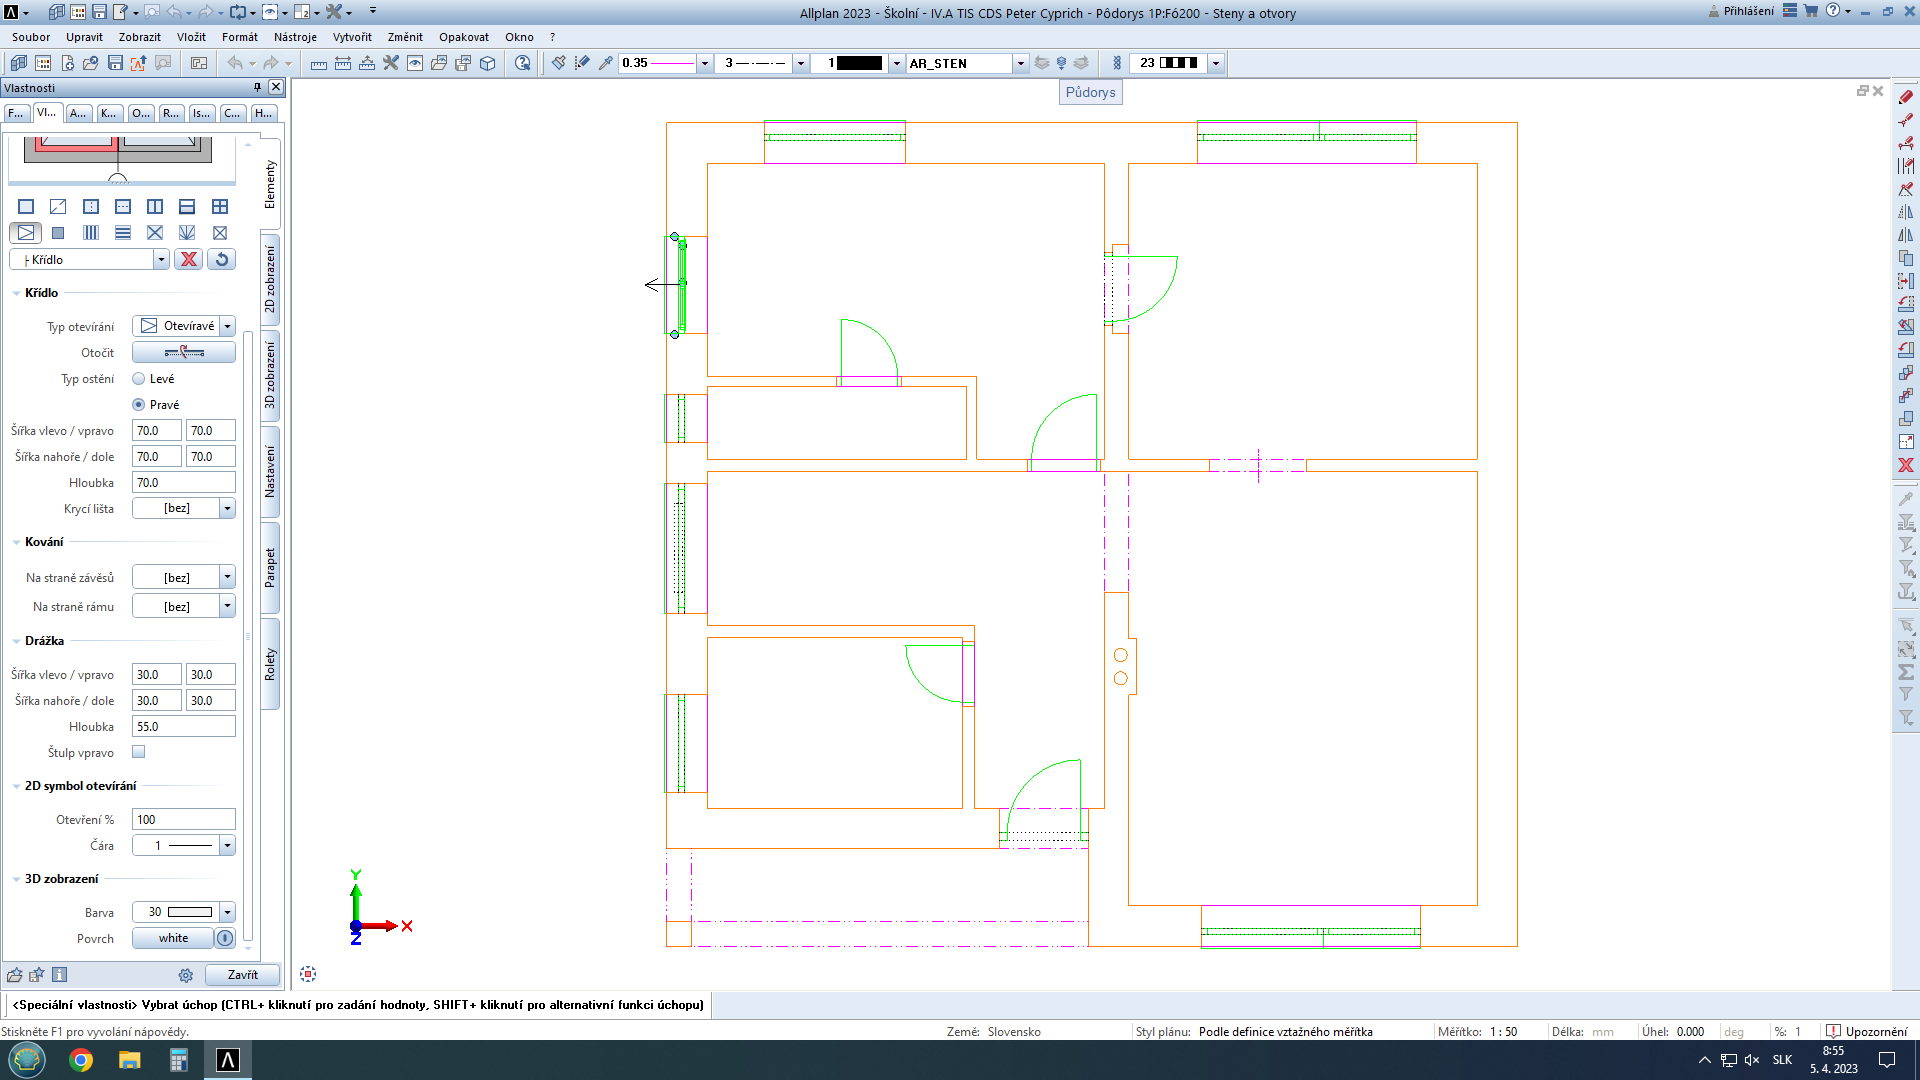 Allplan 2023 - Školní - IV.A TIS CDS Peter Cyprich - Pôdorys 1P:F6200 - Steny a otvory
Přihlášení
Soubor Upravit Zobrazit Vložit Formát Nástroje Vytvořit Změnit Opakovat Okno ?
0.35 3 1 AR_STEN 23
Vlastnosti
Půdorys
F... Vl... A... K... O... R... Is... C... H...
Elementy
2D zobrazení
3D zobrazení
Nastavení
Parapet
Rolety
Křídlo
Křídlo
Typ otevírání Otevíravé
Otočit
Typ ostění Levé
Pravé
Šířka vlevo / vpravo 70.0 70.0
Šířka nahoře / dole 70.0 70.0
Hloubka 70.0
Krycí lišta [bez]
Kování
Na straně závěsů [bez]
Na straně rámu [bez]
Drážka
Šířka vlevo / vpravo 30.0 30.0
Šířka nahoře / dole 30.0 30.0
Hloubka 55.0
Štulp vpravo
2D symbol otevírání
Otevření % 100
Čára 1
3D zobrazení
Barva 30
Povrch white
Zavřít
Y
X
Z
<Speciální vlastnosti> Vybrat úchop (CTRL+ kliknutí pro zadání hodnoty, SHIFT+ kliknutí pro alternativní funkci úchopu)
Stiskněte F1 pro vyvolání nápovědy.
Země: Slovensko
Styl plánu: Podle definice vztažného měřítka
Měřítko: 1 : 50
Délka: mm
Úhel: 0.000 deg
%: 1
Upozornění
SLK
8:55
5. 4. 2023